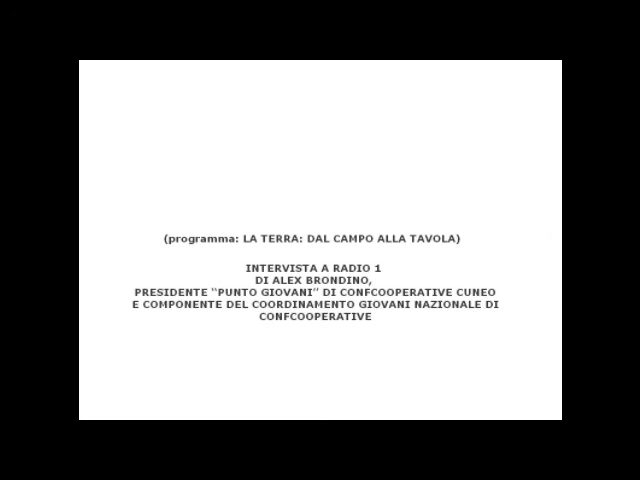 (programma: LA TERRA: DAL CAMPO ALLA TAVOLA)
INTERVISTA A RADIO 1
DI ALEX BRONDINO,
PRESIDENTE “PUNTO GIOVANI” DI CONFCOOPERATIVE CUNEO
E COMPONENTE DEL COORDINAMENTO GIOVANI NAZIONALE DI
CONFCOOPERATIVE